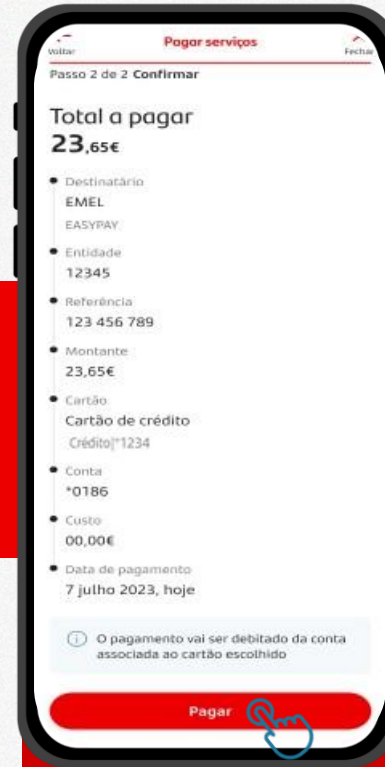 Voltar
Pagar serviços
Fechar
Passo 2 de 2 Confirmar
Total a pagar
23,65€
Destinatário
EMEL
EASYPAY
Entidade
12345
Referência
123 456 789
Montante
23,65€
Cartão
Cartão de crédito
Crédito|*1234
Conta
*0186
Custo
00,00€
Data de pagamento
7 julho 2023, hoje
O pagamento vai ser debitado da conta
associada ao cartão escolhido
Pagar